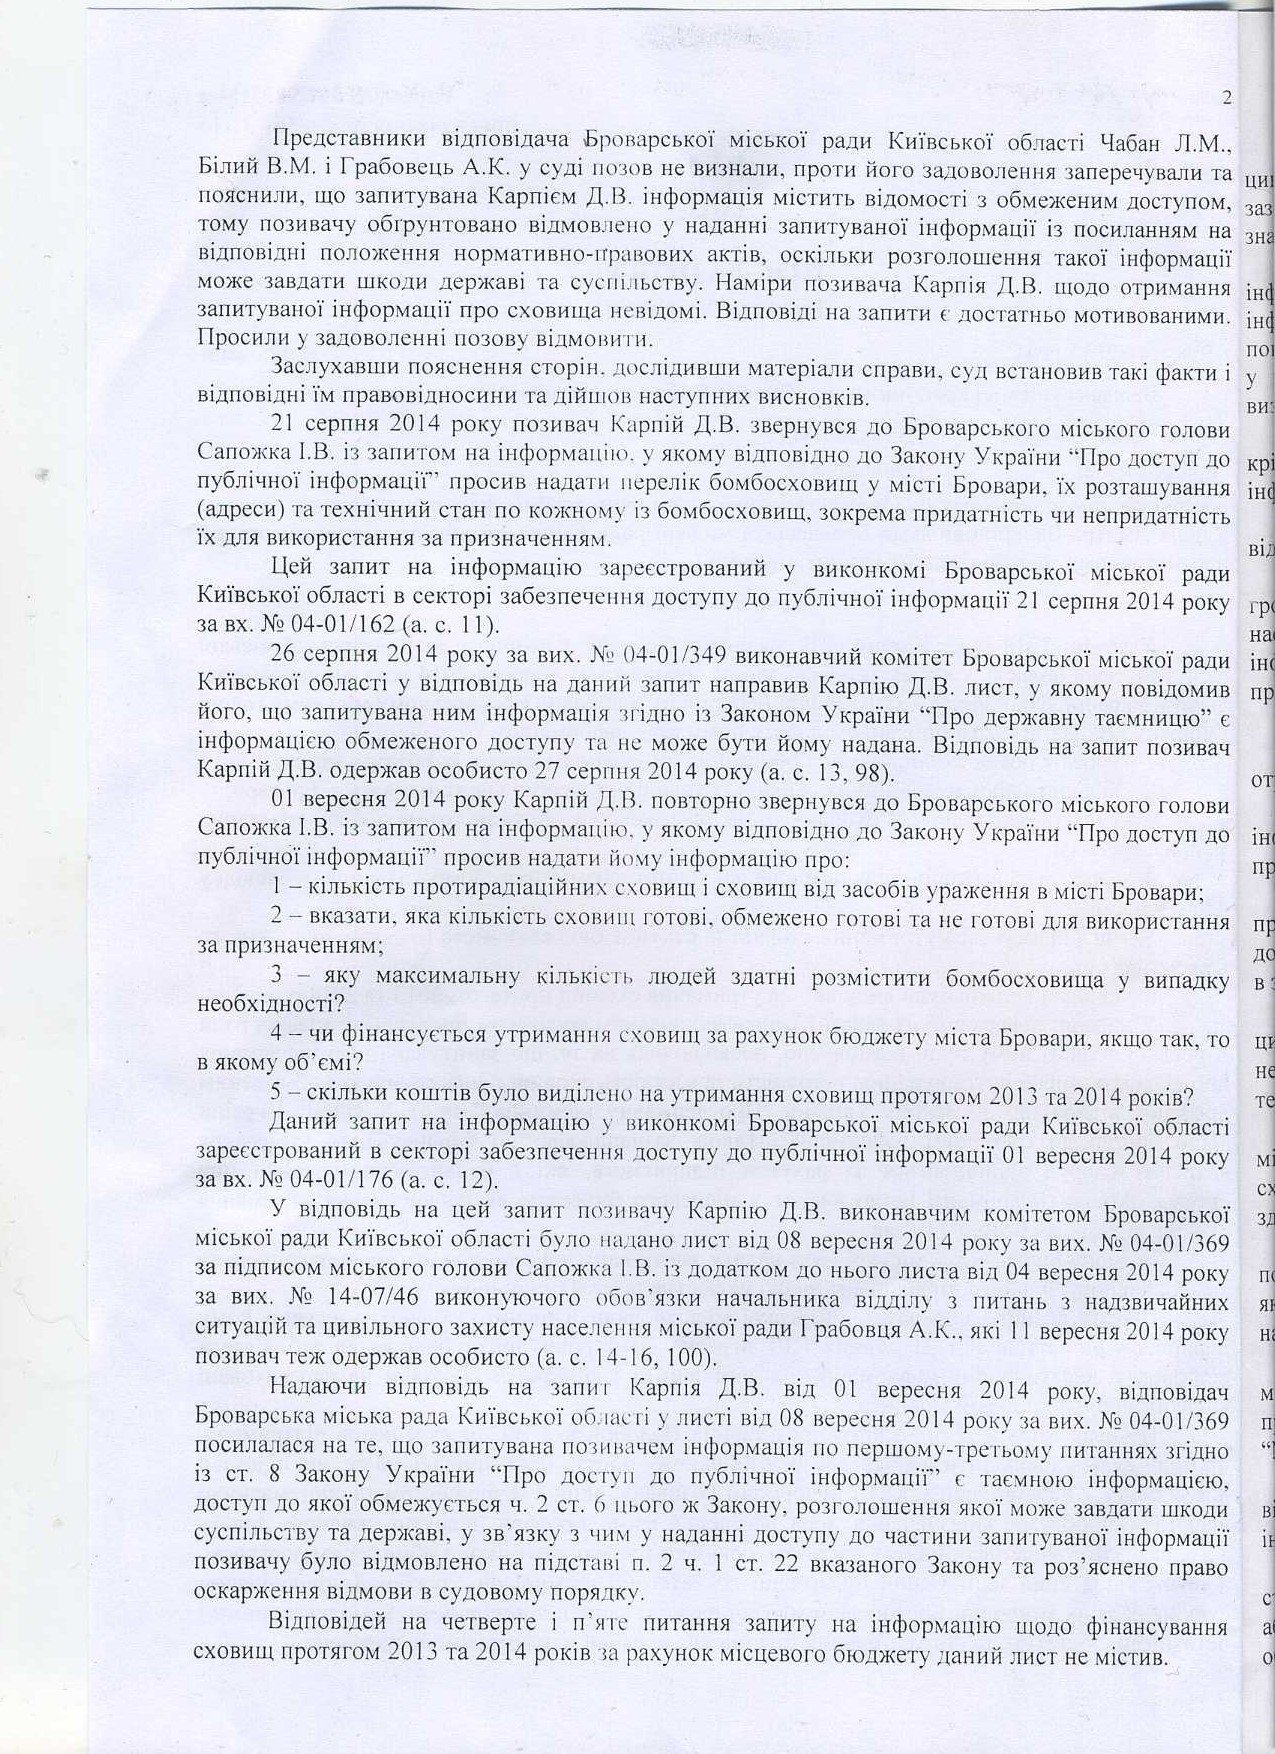 2
Представники відповідача Броварської міської ради Київської області Чабан Л.М.,
Білий В.М. і Грабовець А.К. у суді позов не визнали, проти його задоволення заперечували та
пояснили, що запитувана Карпієм Д.В. інформація містить відомості з обмеженим доступом,
тому позивачу обґрунтовано відмовлено у наданні запитуваної інформації із посиланням на
відповідні положення нормативно-правових актів, оскільки розголошення такої інформації
може завдати шкоди державі та суспільству. Наміри позивача Карпія Д.В. щодо отримання
запитуваної інформації про сховища невідомі. Відповіді на запити є достатньо мотивованими.
Просили у задоволенні позову відмовити.
Заслухавши пояснення сторін, дослідивши матеріали справи, суд встановив такі факти і
відповідні їм правовідносини та дійшов наступних висновків.
21 серпня 2014 року позивач Карпій Д.В. звернувся до Броварського міського голови
Сапожка І.В. із запитом на інформацію, у якому відповідно до Закону України “Про доступ до
публічної інформації” просив надати перелік бомбосховищ у місті Бровари, їх розташування
(адреси) та технічний стан по кожному із бомбосховищ, зокрема придатність чи непридатність
їх для використання за призначенням.
Цей запит на інформацію зареєстрований у виконкомі Броварської міської ради
Київської області в секторі забезпечення доступу до публічної інформації 21 серпня 2014 року
за вх. № 04-01/162 (а. с. 11).
26 серпня 2014 року за вих. № 04-01/349 виконавчий комітет Броварської міської ради
Київської області у відповідь на даний запит направив Карпію Д.В. лист, у якому повідомив
його, що запитувана ним інформація згідно із Законом України “Про державну таємницю” є
інформацією обмеженого доступу та не може бути йому надана. Відповідь на запит позивач
Карпій Д.В. одержав особисто 27 серпня 2014 року (а. с. 13, 98).
01 вересня 2014 року Карпій Д.В. повторно звернувся до Броварського міського голови
Сапожка І.В. із запитом на інформацію, у якому відповідно до Закону України “Про доступ до
публічної інформації” просив надати йому інформацію про:
1 – кількість протирадіаційних сховищ і сховищ від засобів ураження в місті Бровари;
2 – вказати, яка кількість сховищ готові, обмежено готові та не готові для використання
за призначенням;
3 – яку максимальну кількість людей здатні розмістити бомбосховища у випадку
необхідності?
4 – чи фінансується утримання сховищ за рахунок бюджету міста Бровари, якщо так, то
в якому об’ємі?
5 – скільки коштів було виділено на утримання сховищ протягом 2013 та 2014 років?
Даний запит на інформацію у виконкомі Броварської міської ради Київської області
зареєстрований в секторі забезпечення доступу до публічної інформації 01 вересня 2014 року
за вх. № 04-01/176 (а. с. 12).
У відповідь на цей запит позивачу Карпію Д.В. виконавчим комітетом Броварської
міської ради Київської області було надано лист від 08 вересня 2014 року за вих. № 04-01/369
за підписом міського голови Сапожка І.В. із додатком до нього листа від 04 вересня 2014 року
за вих. № 14-07/46 виконуючого обов’язки начальника відділу з питань з надзвичайних
ситуацій та цивільного захисту населення міської ради Грабовця А.К., які 11 вересня 2014 року
позивач теж одержав особисто (а. с. 14-16, 100).
Надаючи відповідь на запит Карпія Д.В. від 01 вересня 2014 року, відповідач
Броварська міська рада Київської області у листі від 08 вересня 2014 року за вих. № 04-01/369
посилалася на те, що запитувана позивачем інформація по першому-третьому питаннях згідно
із ст. 8 Закону України “Про доступ до публічної інформації” є таємною інформацією,
доступ до якої обмежується ч. 2 ст. 6 цього ж Закону, розголошення якої може завдати шкоди
суспільству та державі, у зв’язку з чим у наданні доступу до частини запитуваної інформації
позивачу було відмовлено на підставі п. 2 ч. 1 ст. 22 вказаного Закону та роз’яснено право
оскарження відмови в судовому порядку.
Відповідей на четверте і п’яте питання запиту на інформацію щодо фінансування
сховищ протягом 2013 та 2014 років за рахунок місцевого бюджету даний лист не містив.